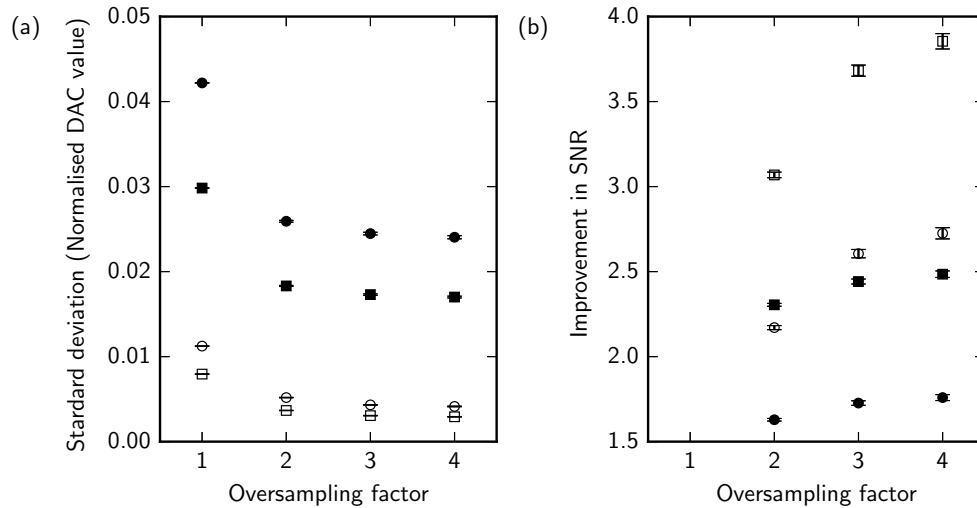 (a)
Stardard deviation (Normalised DAC value)
0.05
0.04
0.03
0.02
0.01
0.00
1 2 3 4
Oversampling factor
(b)
Improvement in SNR
4.0
3.5
3.0
2.5
2.0
1.5
1 2 3 4
Oversampling factor